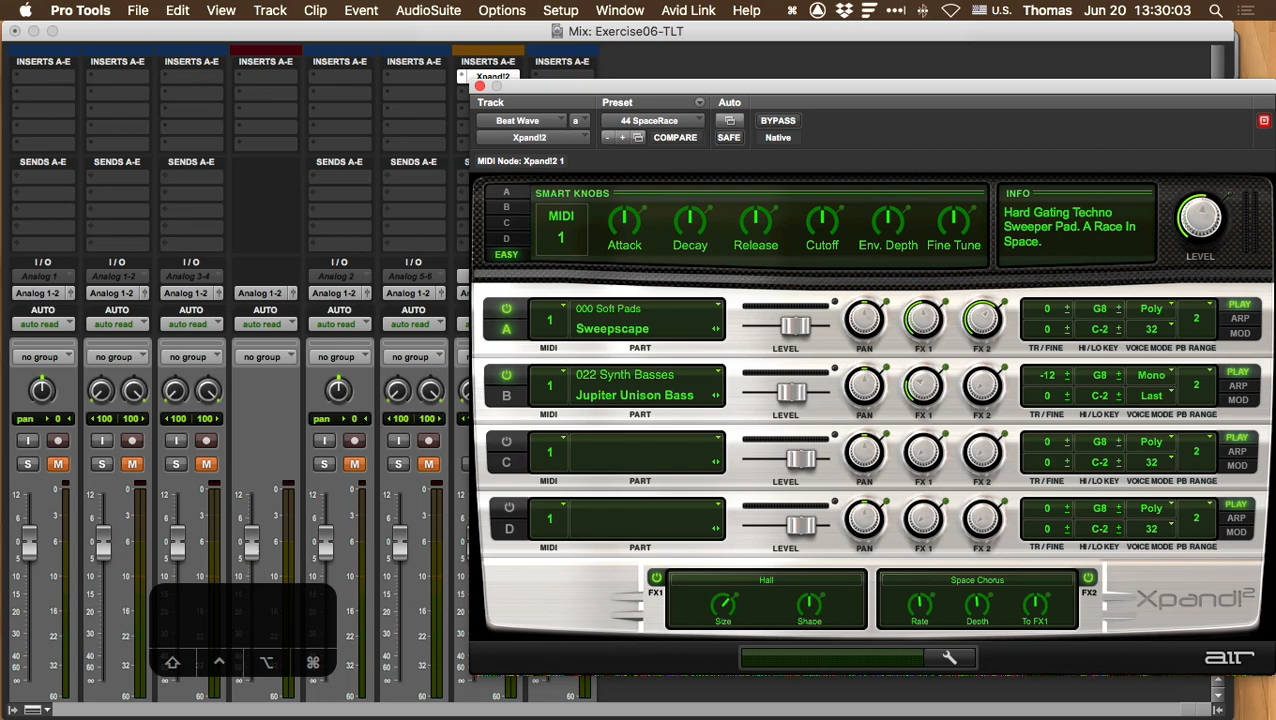 Pro Tools File Edit View Track Clip Event AudioSuite Options Setup Window Avid Link Help U.S. Thomas Jun 20 13:30:03
Mix: Exercise06-TLT
INSERTS A-E INSERTS A-E INSERTS A-E INSERTS A-E INSERTS A-E INSERTS A-E INSERTS A-E INSERTS A-E
Xpand!2
Track Preset Auto
Beat Wave a 44 SpaceRace BYPASS
Xpand!2 - + COMPARE SAFE Native
MIDI Node: Xpand!2 1
SENDS A-E SENDS A-E SENDS A-E SENDS A-E SENDS A-E
A
B
C
D
EASY
SMART KNOBS
MIDI
1
Attack Decay Release Cutoff Env. Depth Fine Tune
INFO
Hard Gating Techno
Sweeper Pad. A Race In
Space.
LEVEL
I / O I / O I / O I / O I / O I / O
Analog 1 Analog 1-2 Analog 3-4 Analog 2 Analog 5-6
Analog 1-2 Analog 1-2 Analog 1-2 Analog 1-2 Analog 1-2 Analog 1-2
auto read auto read auto read auto read auto read auto read
no group no group no group no group no group no group
pan 0 100 100 100 100 pan 0 100 100
I I I I I
S M S M S M S M S M
A 1 000 Soft Pads
Sweepscape
0 G8 Poly 2 PLAY
0 C-2 32 ARP
MOD
MIDI PART LEVEL PAN FX 1 FX 2 TR / FINE HI / LO KEY VOICE MODE PB RANGE
B 1 022 Synth Basses
Jupiter Unison Bass
-12 G8 Mono 2 PLAY
0 C-2 Last ARP
MOD
MIDI PART LEVEL PAN FX 1 FX 2 TR / FINE HI / LO KEY VOICE MODE PB RANGE
C 1
0 G8 Poly 2 PLAY
0 C-2 32 ARP
MOD
MIDI PART LEVEL PAN FX 1 FX 2 TR / FINE HI / LO KEY VOICE MODE PB RANGE
D 1
0 G8 Poly 2 PLAY
0 C-2 32 ARP
MOD
MIDI PART LEVEL PAN FX 1 FX 2 TR / FINE HI / LO KEY VOICE MODE PB RANGE
FX1 Hall
Size Shape
Space Chorus FX2
Rate Depth To FX1
Xpand!2
air